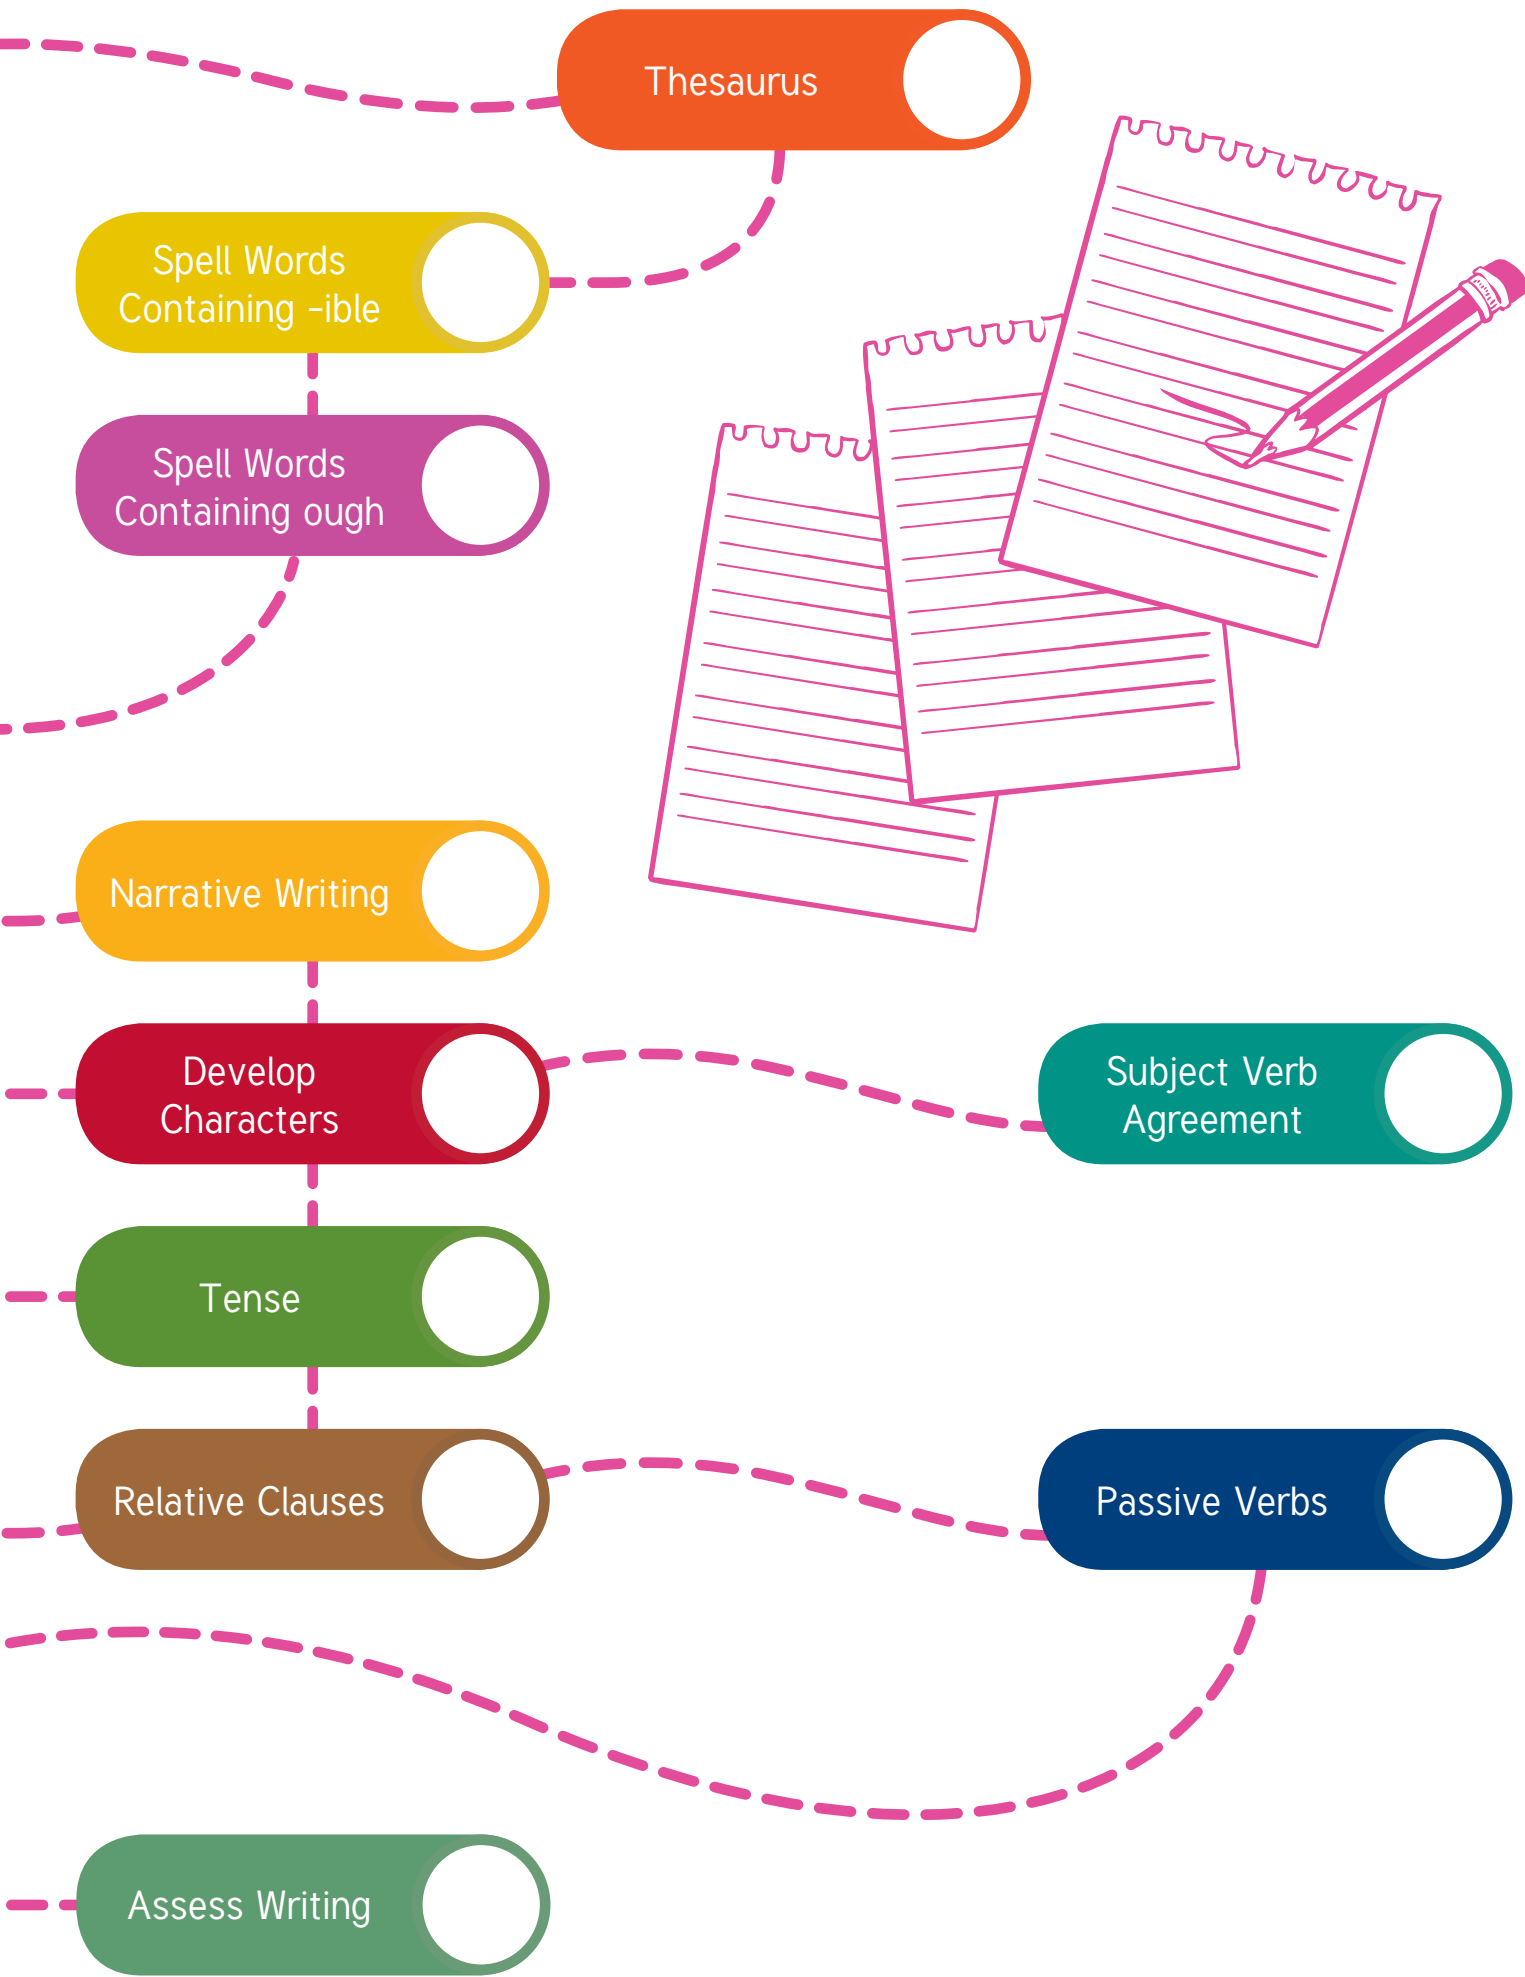 Thesaurus
Spell Words
Containing -ible
Spell Words
Containing ough
Narrative Writing
Develop
Characters
Subject Verb
Agreement
Tense
Relative Clauses
Passive Verbs
Assess Writing